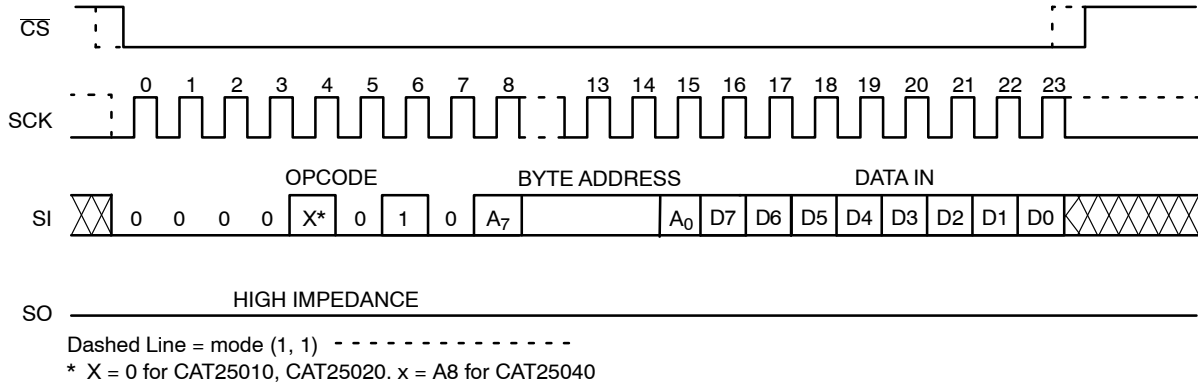 CS
0 1 2 3 4 5 6 7 8 13 14 15 16 17 18 19 20 21 22 23
SCK
OPCODE BYTE ADDRESS DATA IN
SI 0 0 0 0 X* 0 1 0 A7 A0 D7 D6 D5 D4 D3 D2 D1 D0
HIGH IMPEDANCE
SO
Dashed Line = mode (1, 1) - - - - - - - - - - - - - - -
* X = 0 for CAT25010, CAT25020. x = A8 for CAT25040